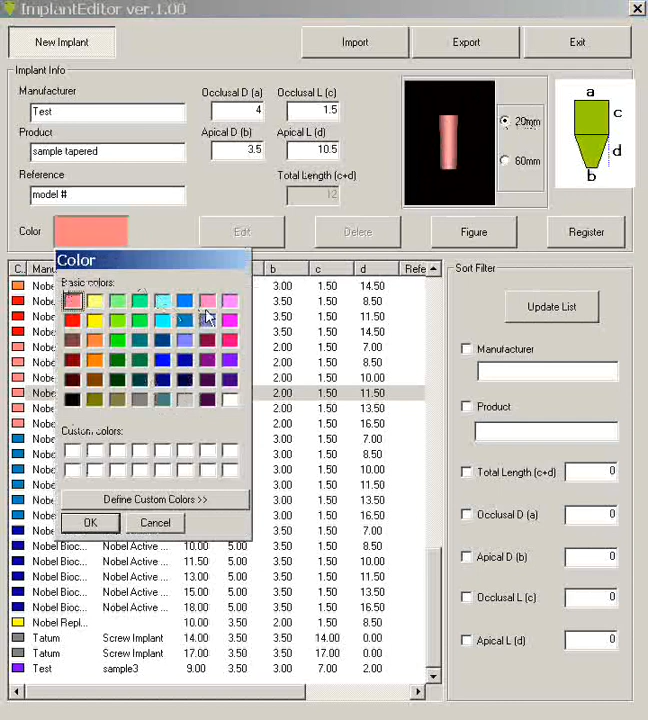 ImplantEditor ver.1.00
New Implant Import Export Exit
Implant Info
Manufacturer Occlusal D (a) Occlusal L (c)
Test 4 1.5
Product Apical D (b) Apical L (d)
sample tapered 3.5 10.5
Reference Total Length (c+d)
model # 12
20mm
60mm
a
c
d
b
Color Edit Delete Figure Register
C.. Manu b c d Refe
Nobe 3.00 1.50 14.50
Nobe 3.50 1.50 8.50
Nobe 3.50 1.50 11.50
Nobe 3.50 1.50 14.50
Nobe 2.00 1.50 7.00
Nobe 2.00 1.50 8.50
Nobe 2.00 1.50 10.00
Nobe 2.00 1.50 11.50
Nobe 2.00 1.50 13.50
Nobe 2.00 1.50 16.50
Nobe 3.00 1.50 7.00
Nobe 3.00 1.50 8.50
Nobe 3.00 1.50 10.00
Nobe 3.00 1.50 11.50
Nobe 3.00 1.50 13.50
Nobe 3.00 1.50 16.50
Nobe 3.50 1.50 7.00
Nobel Bioc... Nobel Active ... 10.00 5.00 3.50 1.50 8.50
Nobel Bioc... Nobel Active ... 11.50 5.00 3.50 1.50 10.00
Nobel Bioc... Nobel Active ... 13.00 5.00 3.50 1.50 11.50
Nobel Bioc... Nobel Active ... 15.00 5.00 3.50 1.50 13.50
Nobel Bioc... Nobel Active ... 18.00 5.00 3.50 1.50 16.50
Nobel Repl... 10.00 3.50 3.00 1.50 8.50
Tatum Screw Implant 14.00 3.50 3.50 14.00 0.00
Tatum Screw Implant 17.00 3.50 3.50 17.00 0.00
Test sample3 9.00 3.50 3.00 7.00 2.00
Color
Basic colors:
Custom colors:
Define Custom Colors >>
OK Cancel
Sort Filter
Update List
Manufacturer
Product
Total Length (c+d) 0
Occlusal D (a) 0
Apical D (b) 0
Occlusal L (c) 0
Apical L (d) 0